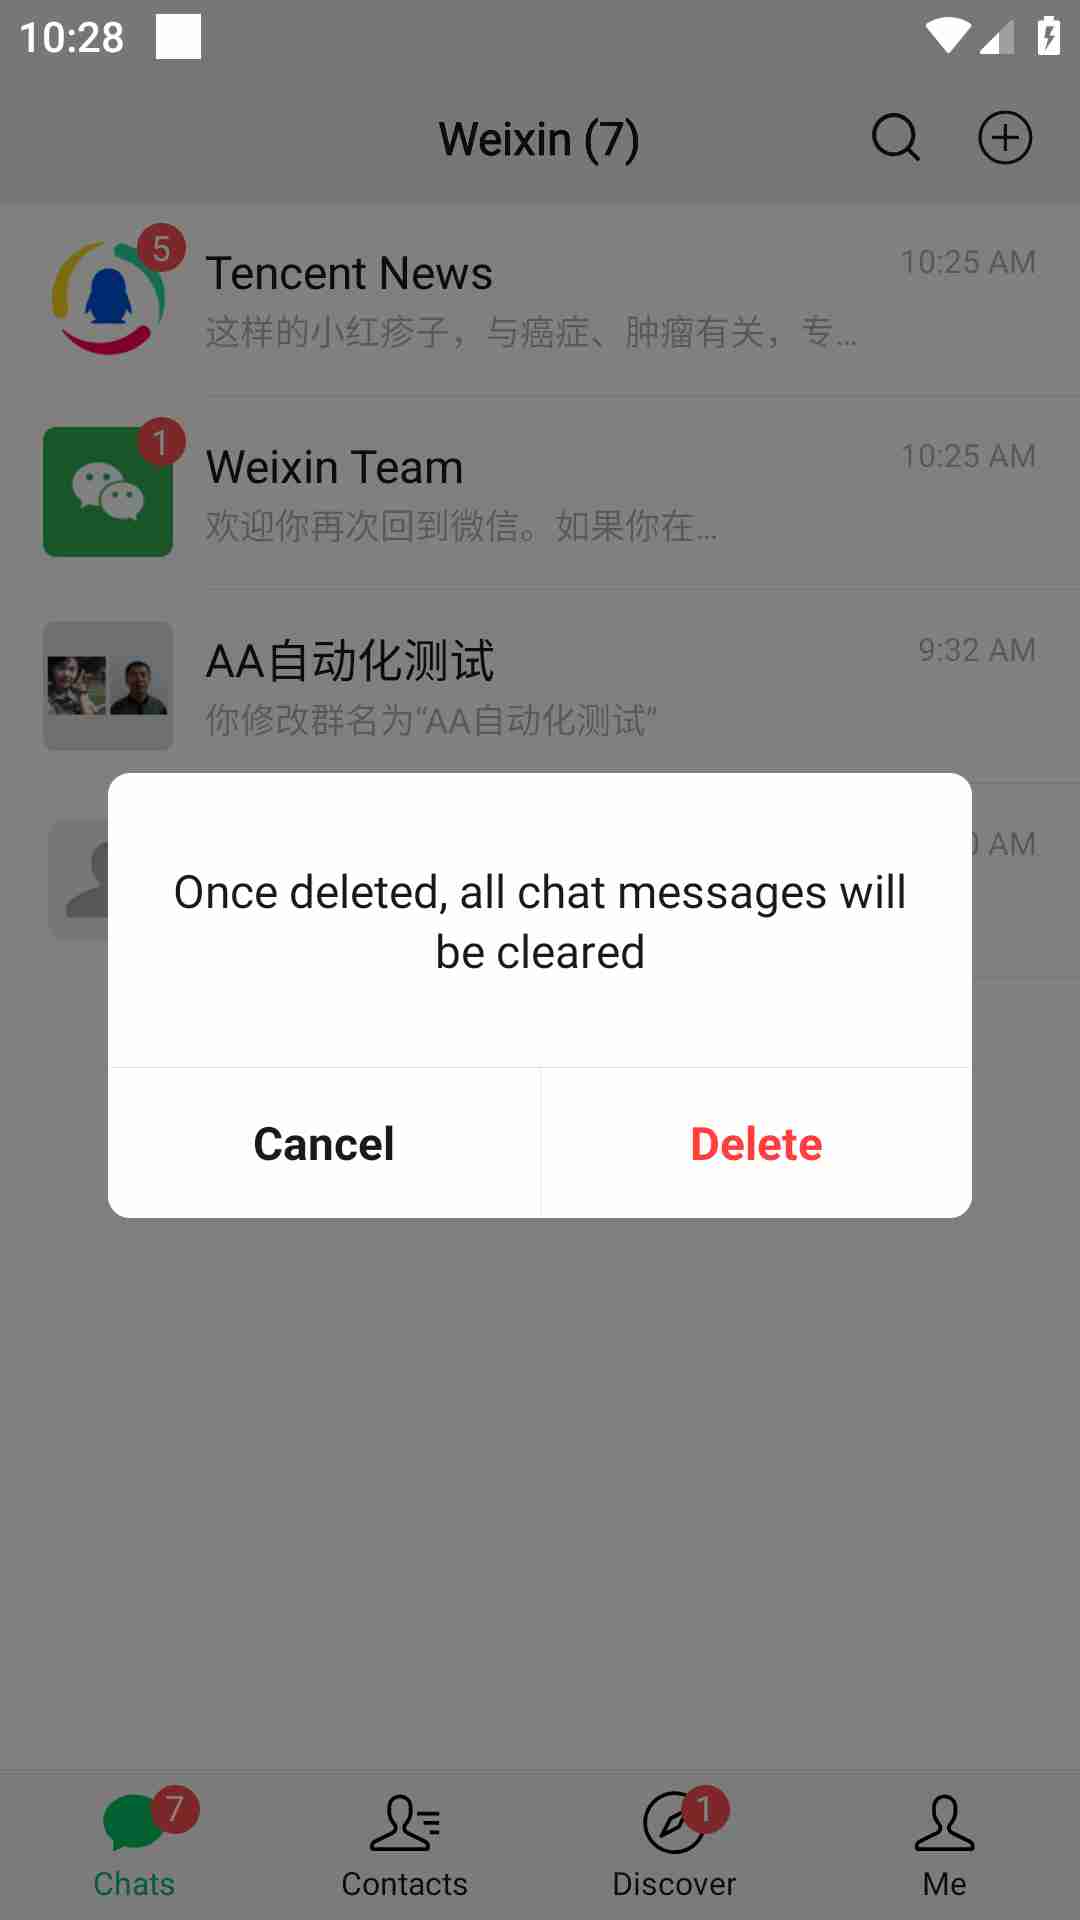 10:28
Weixin (7)
5
Tencent News
10:25 AM
这样的小红疹子，与癌症、肿瘤有关，专...
1
Weixin Team
10:25 AM
欢迎你再次回到微信。如果你在...
AA自动化测试
9:32 AM
你修改群名为“AA自动化测试”
AM
Once deleted, all chat messages will
be cleared
Cancel
Delete
7
1
Chats
Contacts
Discover
Me